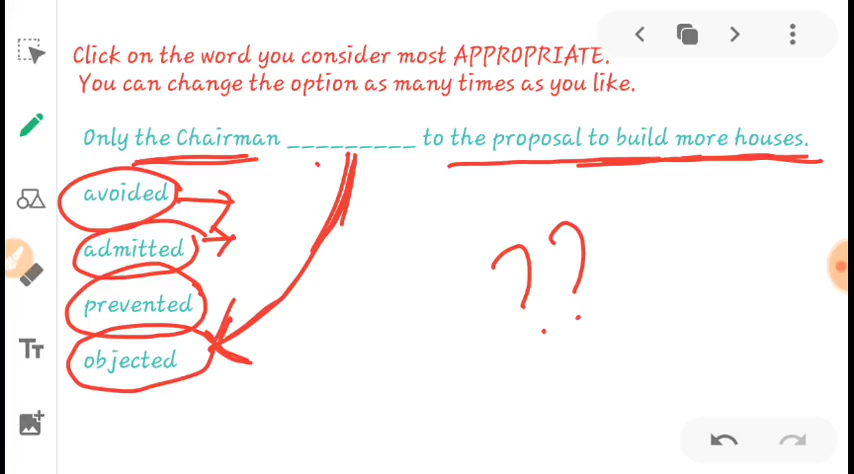 Click on the word you consider most APPROPRIATE.
You can change the option as many times as you like.
Only the Chairman _________ to the proposal to build more houses.
avoided
admitted
prevented
objected
??
TT